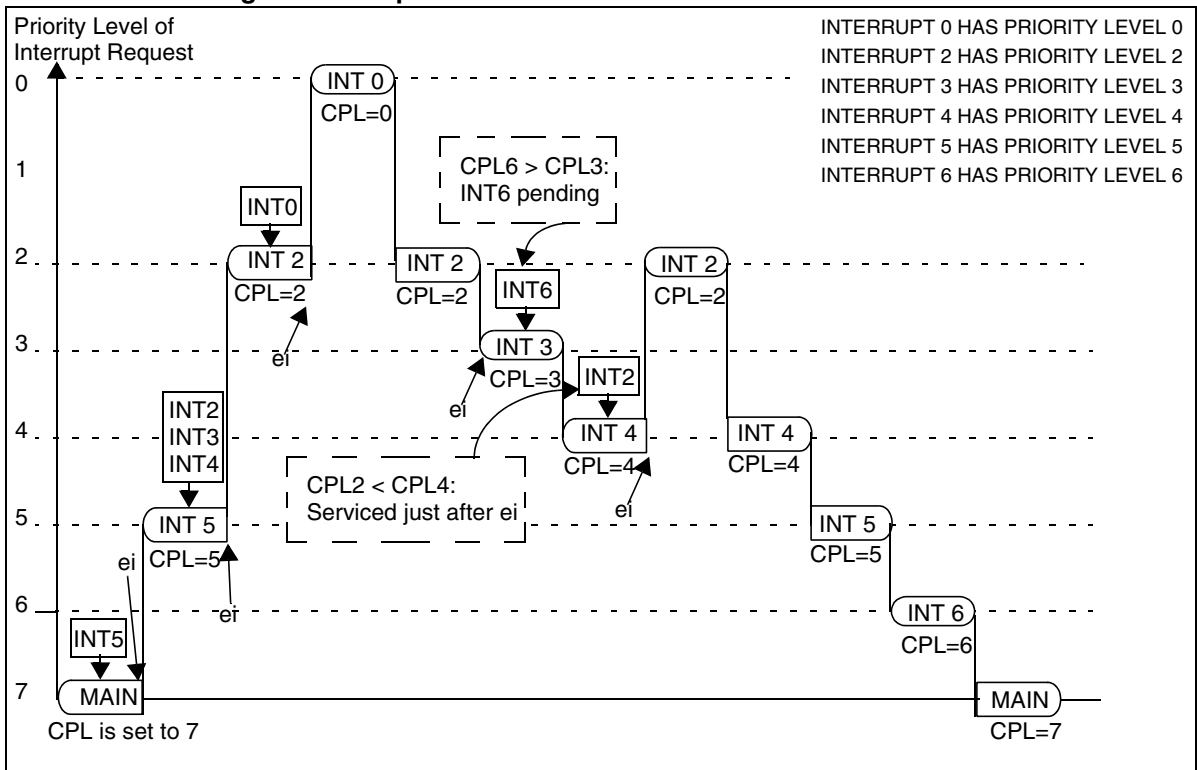 Priority Level of
Interrupt Request
INTERRUPT 0 HAS PRIORITY LEVEL 0
INTERRUPT 2 HAS PRIORITY LEVEL 2
INTERRUPT 3 HAS PRIORITY LEVEL 3
INTERRUPT 4 HAS PRIORITY LEVEL 4
INTERRUPT 5 HAS PRIORITY LEVEL 5
INTERRUPT 6 HAS PRIORITY LEVEL 6
0
INT 0
CPL=0
1
CPL6 > CPL3:
INT6 pending
INT0
2
INT 2
CPL=2
INT 2
CPL=2
INT 2
CPL=2
INT6
ei
3
INT 3
CPL=3
ei
INT2
INT2
INT3
INT4
4
INT 4
CPL=4
INT 4
CPL=4
CPL2 < CPL4:
Serviced just after ei
ei
5
INT 5
CPL=5
INT 5
CPL=5
ei
ei
6
INT 6
CPL=6
INT5
7
MAIN
CPL is set to 7
MAIN
CPL=7